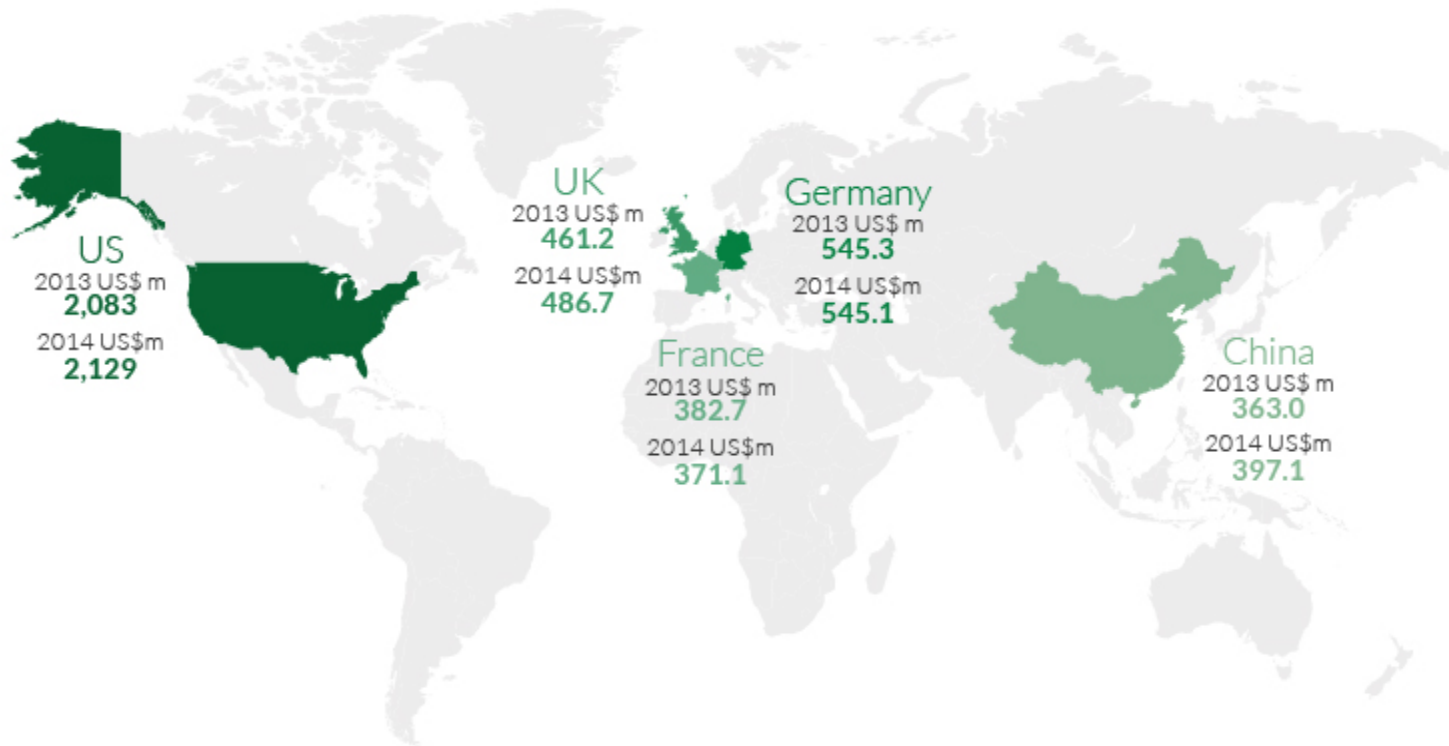 US
2013 US$ m
2,083
2014 US$m
2,129
UK
2013 US$ m
461.2
2014 US$m
486.7
Germany
2013 US$ m
545.3
2014 US$m
545.1
France
2013 US$ m
382.7
2014 US$m
371.1
China
2013 US$ m
363.0
2014 US$m
397.1